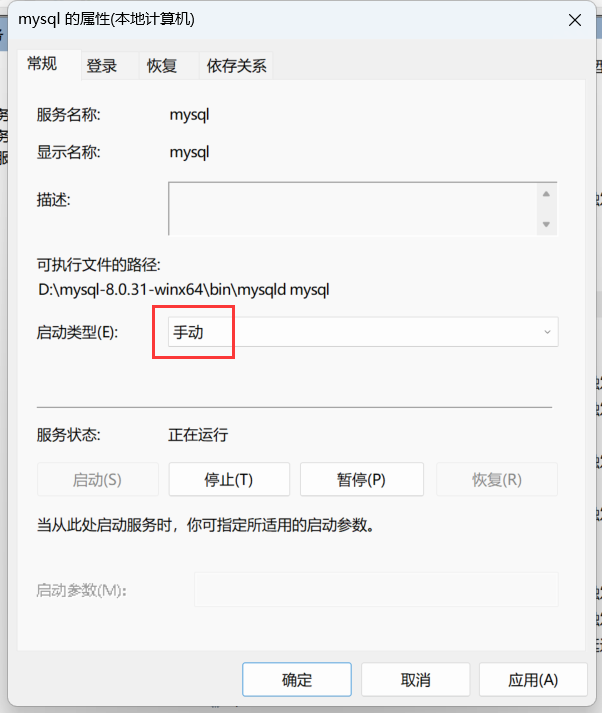 mysql 的属性(本地计算机)
常规 登录 恢复 依存关系
服务名称: mysql
显示名称: mysql
描述:
可执行文件的路径:
D:\mysql-8.0.31-winx64\bin\mysqld mysql
启动类型(E): 手动
服务状态: 正在运行
启动(S) 停止(T) 暂停(P) 恢复(R)
当从此处启动服务时，你可指定所适用的启动参数。
启动参数(M):
确定 取消 应用(A)